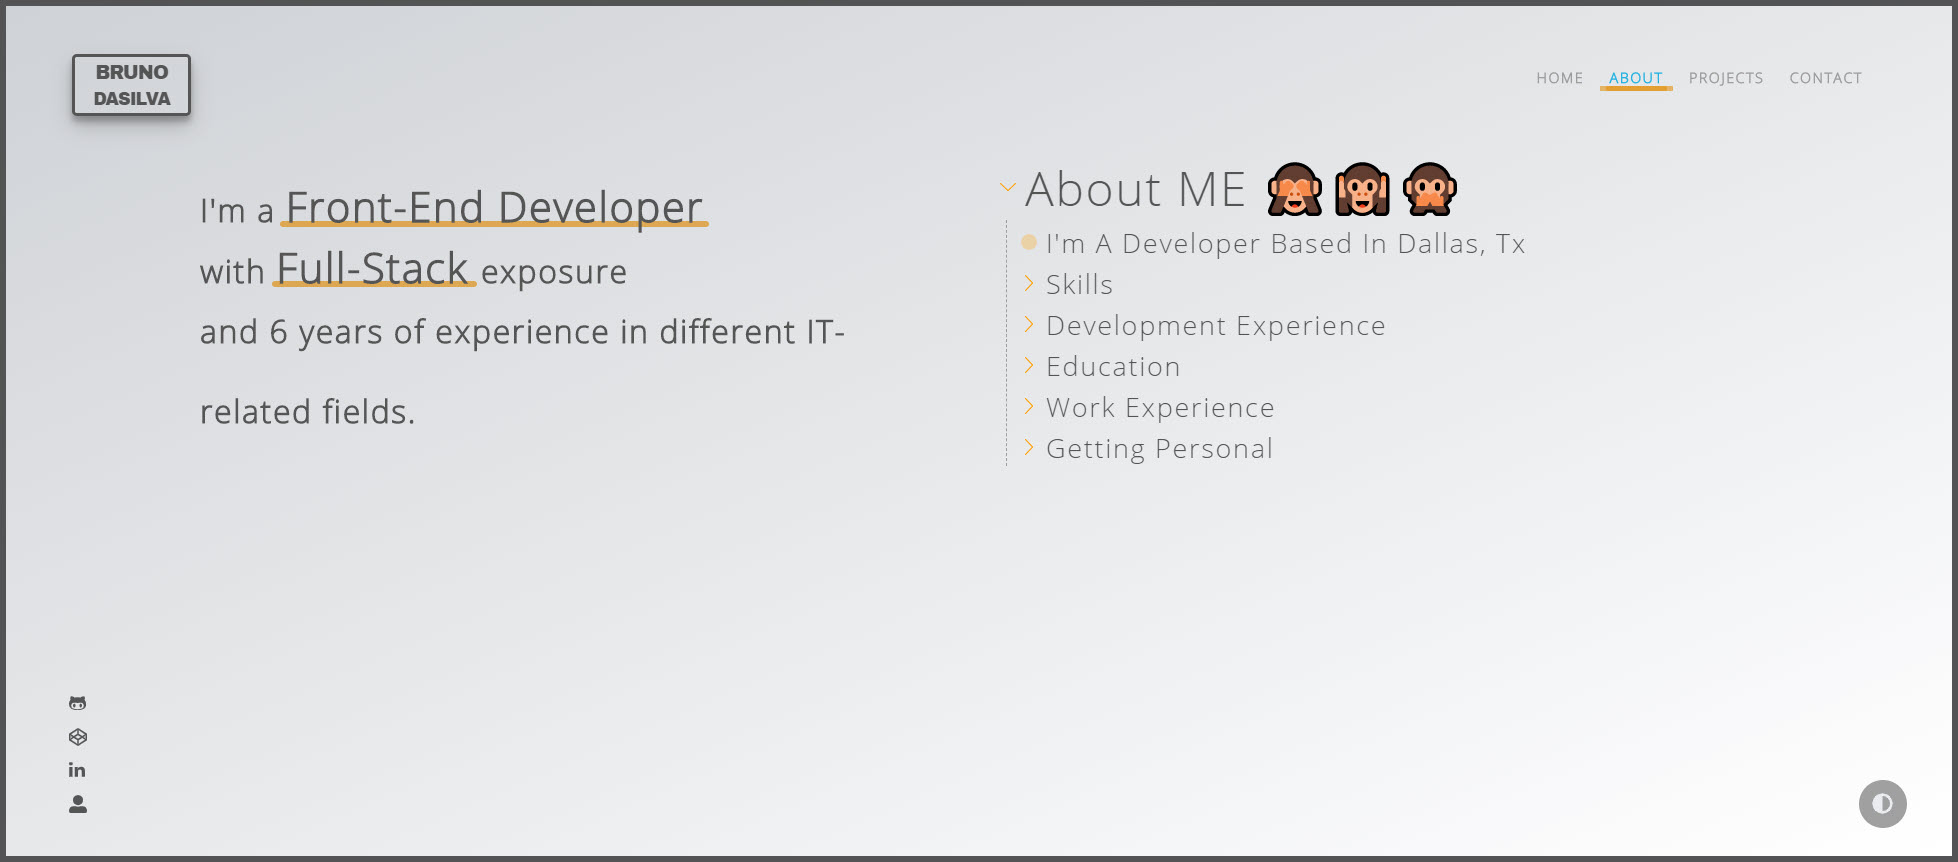 BRUNO
DASILVA
HOME ABOUT PROJECTS CONTACT
I'm a Front-End Developer
with Full-Stack exposure
and 6 years of experience in different IT-
related fields.
About ME
I'm A Developer Based In Dallas, Tx
Skills
Development Experience
Education
Work Experience
Getting Personal
in